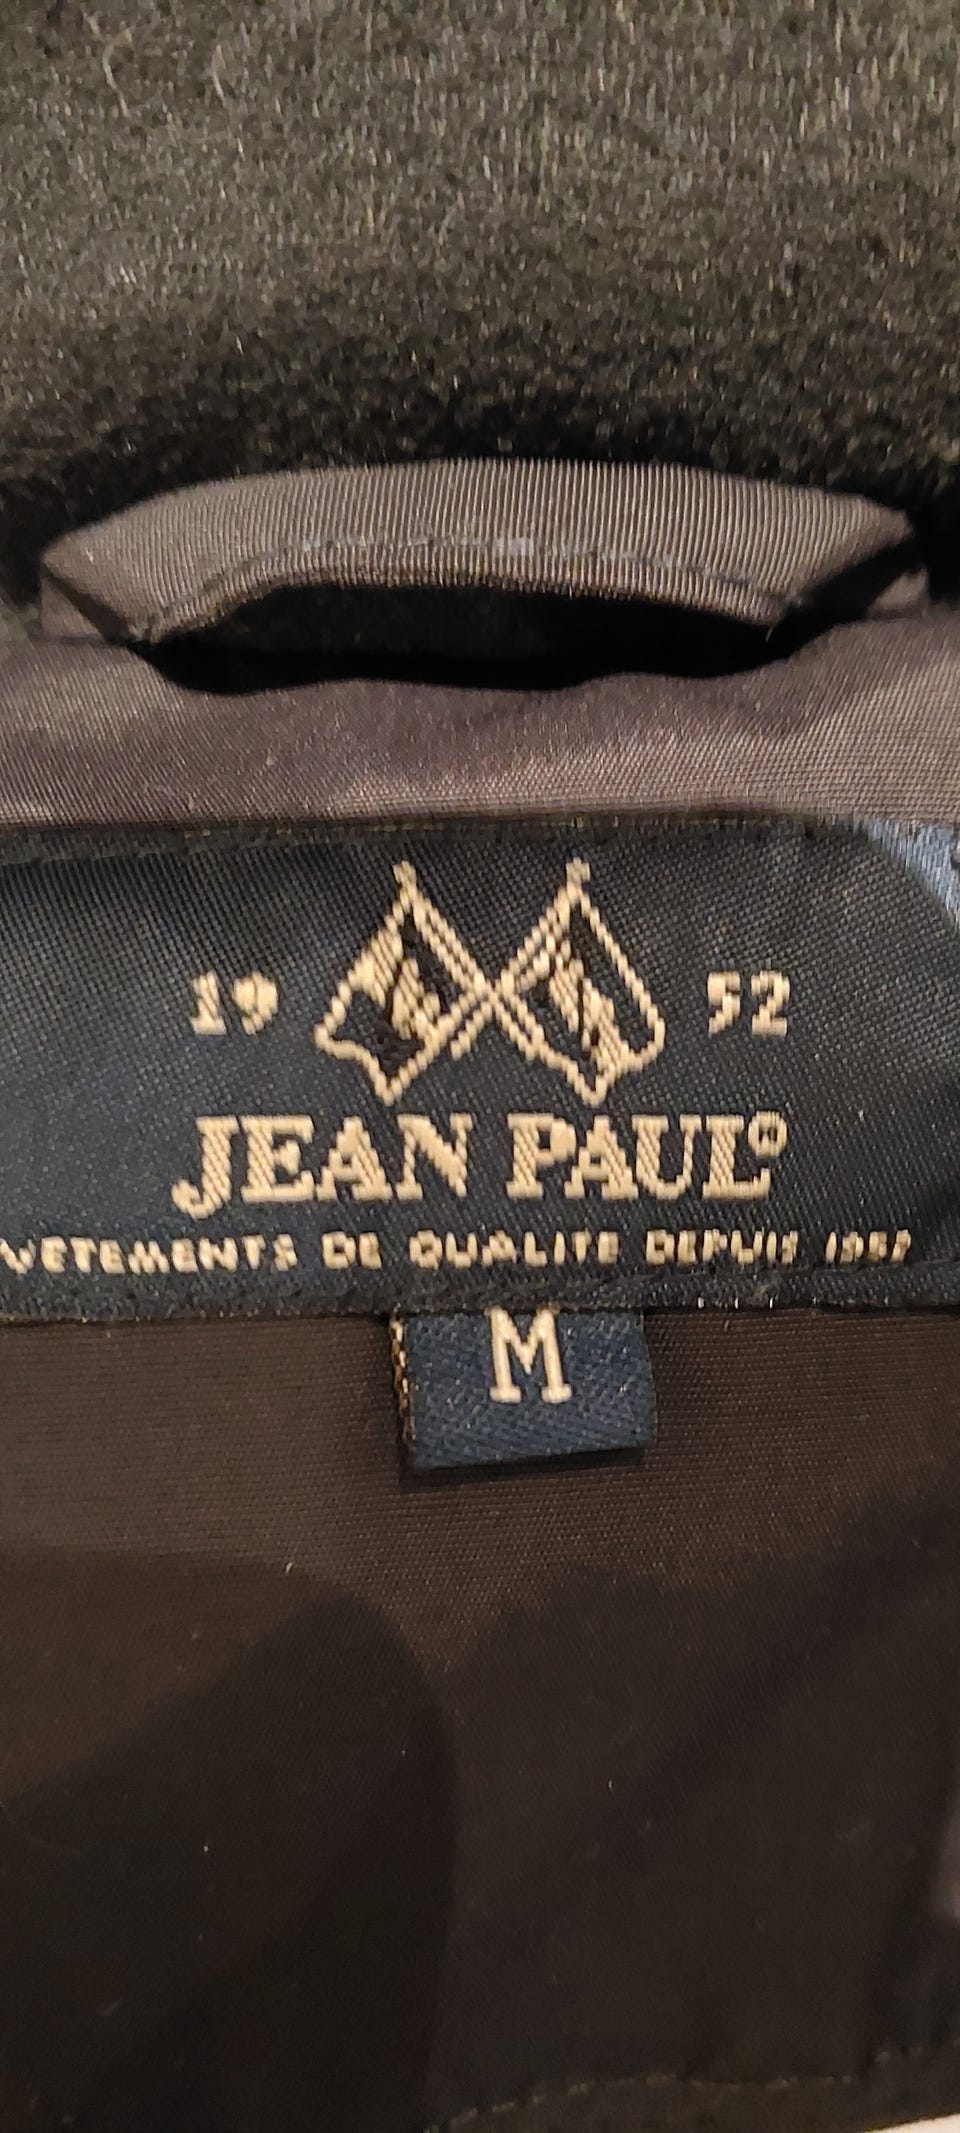 19 52
JEAN PAUL®
VETEMENTS DE QUALITE DEPUIS 1952
M